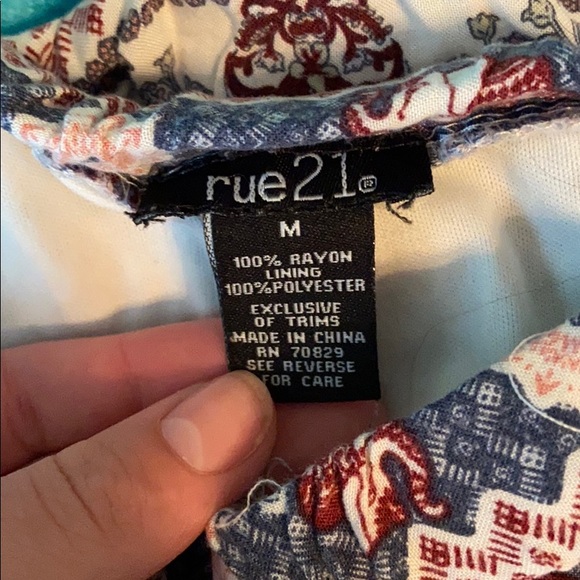 rue21®
M
100% RAYON
LINING
100%POLYESTER
EXCLUSIVE
OF TRIMS
MADE IN CHINA
RN 70829
SEE REVERSE
FOR CARE